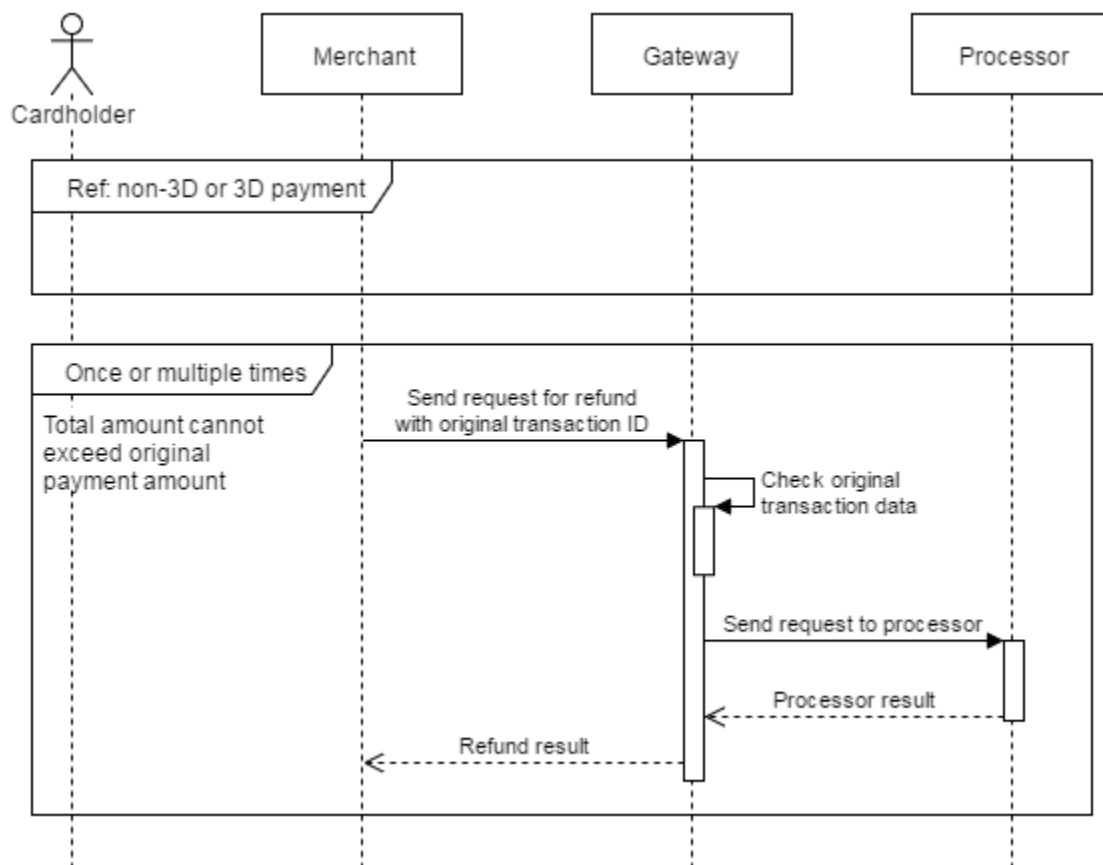 Cardholder
Merchant
Gateway
Processor
Ref: non-3D or 3D payment
Once or multiple times
Total amount cannot
exceed original
payment amount
Send request for refund
with original transaction ID
Check original
transaction data
Send request to processor
Processor result
Refund result